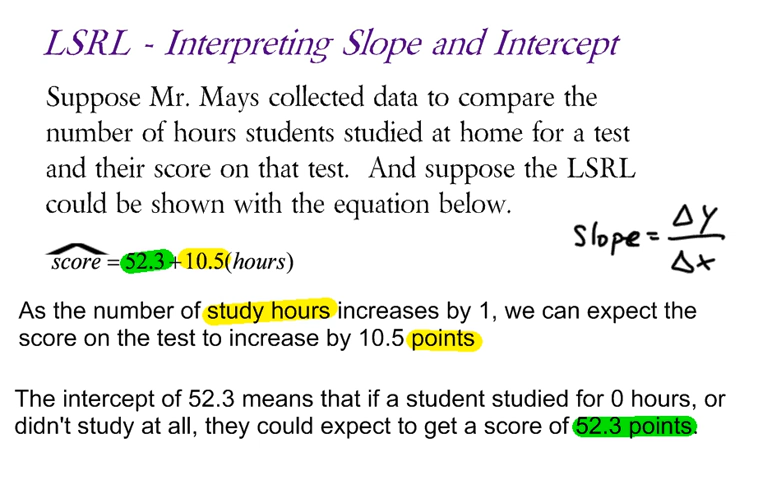 LSRL - Interpreting Slope and Intercept
Suppose Mr. Mays collected data to compare the
number of hours students studied at home for a test
and their score on that test. And suppose the LSRL
could be shown with the equation below.
Slope = ΔY/Δx
score = 52.3+10.5(hours)
As the number of study hours increases by 1, we can expect the
score on the test to increase by 10.5 points
The intercept of 52.3 means that if a student studied for 0 hours, or
didn't study at all, they could expect to get a score of 52.3 points.